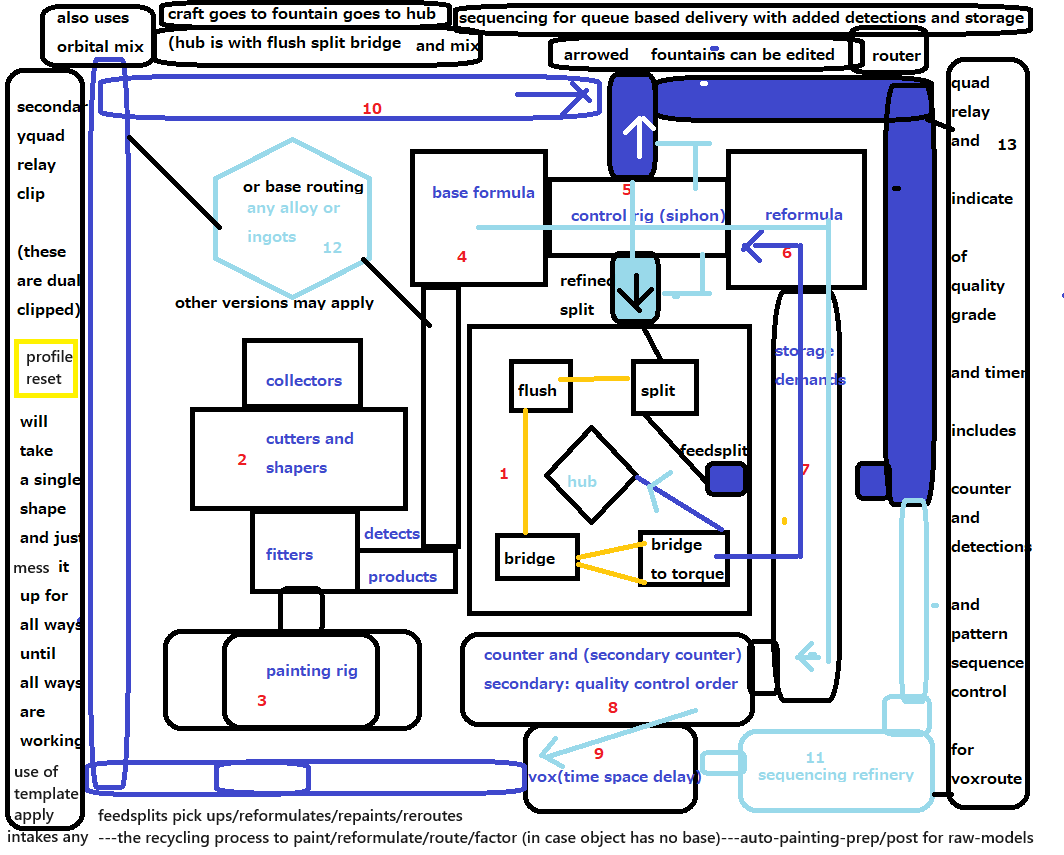 also uses
orbital mix
craft goes to fountain goes to hub
(hub is with flush split bridge and mix
sequencing for queue based delivery with added detections and storage
arrowed fountains can be edited
router
secondar
yquad
relay
clip
(these
are dual
clipped)
profile
reset
will
take
a single
shape
and just
mess it
up for
all ways
until
all ways
are
working
use of
template
apply
intakes any
10
or base routing
any alloy or
ingots
12
other versions may apply
base formula
4
5
control rig (siphon)
reformula
6
refined
split
collectors
cutters and
shapers
2
fitters
detects
products
painting rig
3
flush
split
feedsplit
1
hub
bridge
bridge
to torque
storage
demands
7
counter and (secondary counter)
secondary: quality control order
8
9
vox(time space delay)
11
sequencing refinery
quad
relay
and 13
indicate
of
quality
grade
and timer
includes
counter
and
detections
and
pattern
sequence
control
for
voxroute
feedsplits pick ups/reformulates/repaints/reroutes
---the recycling process to paint/reformulate/route/factor (in case object has no base)---auto-painting-prep/post for raw-models